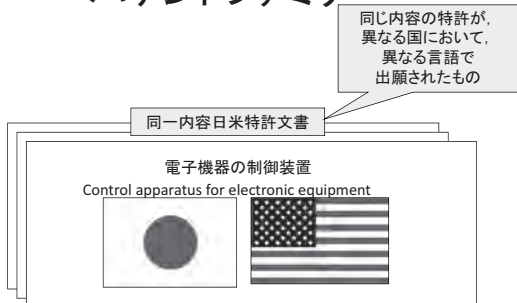 同じ内容の特許が,
異なる国において,
異なる言語で
出願されたもの
同一内容日米特許文書
電子機器の制御装置
Control apparatus for electronic equipment